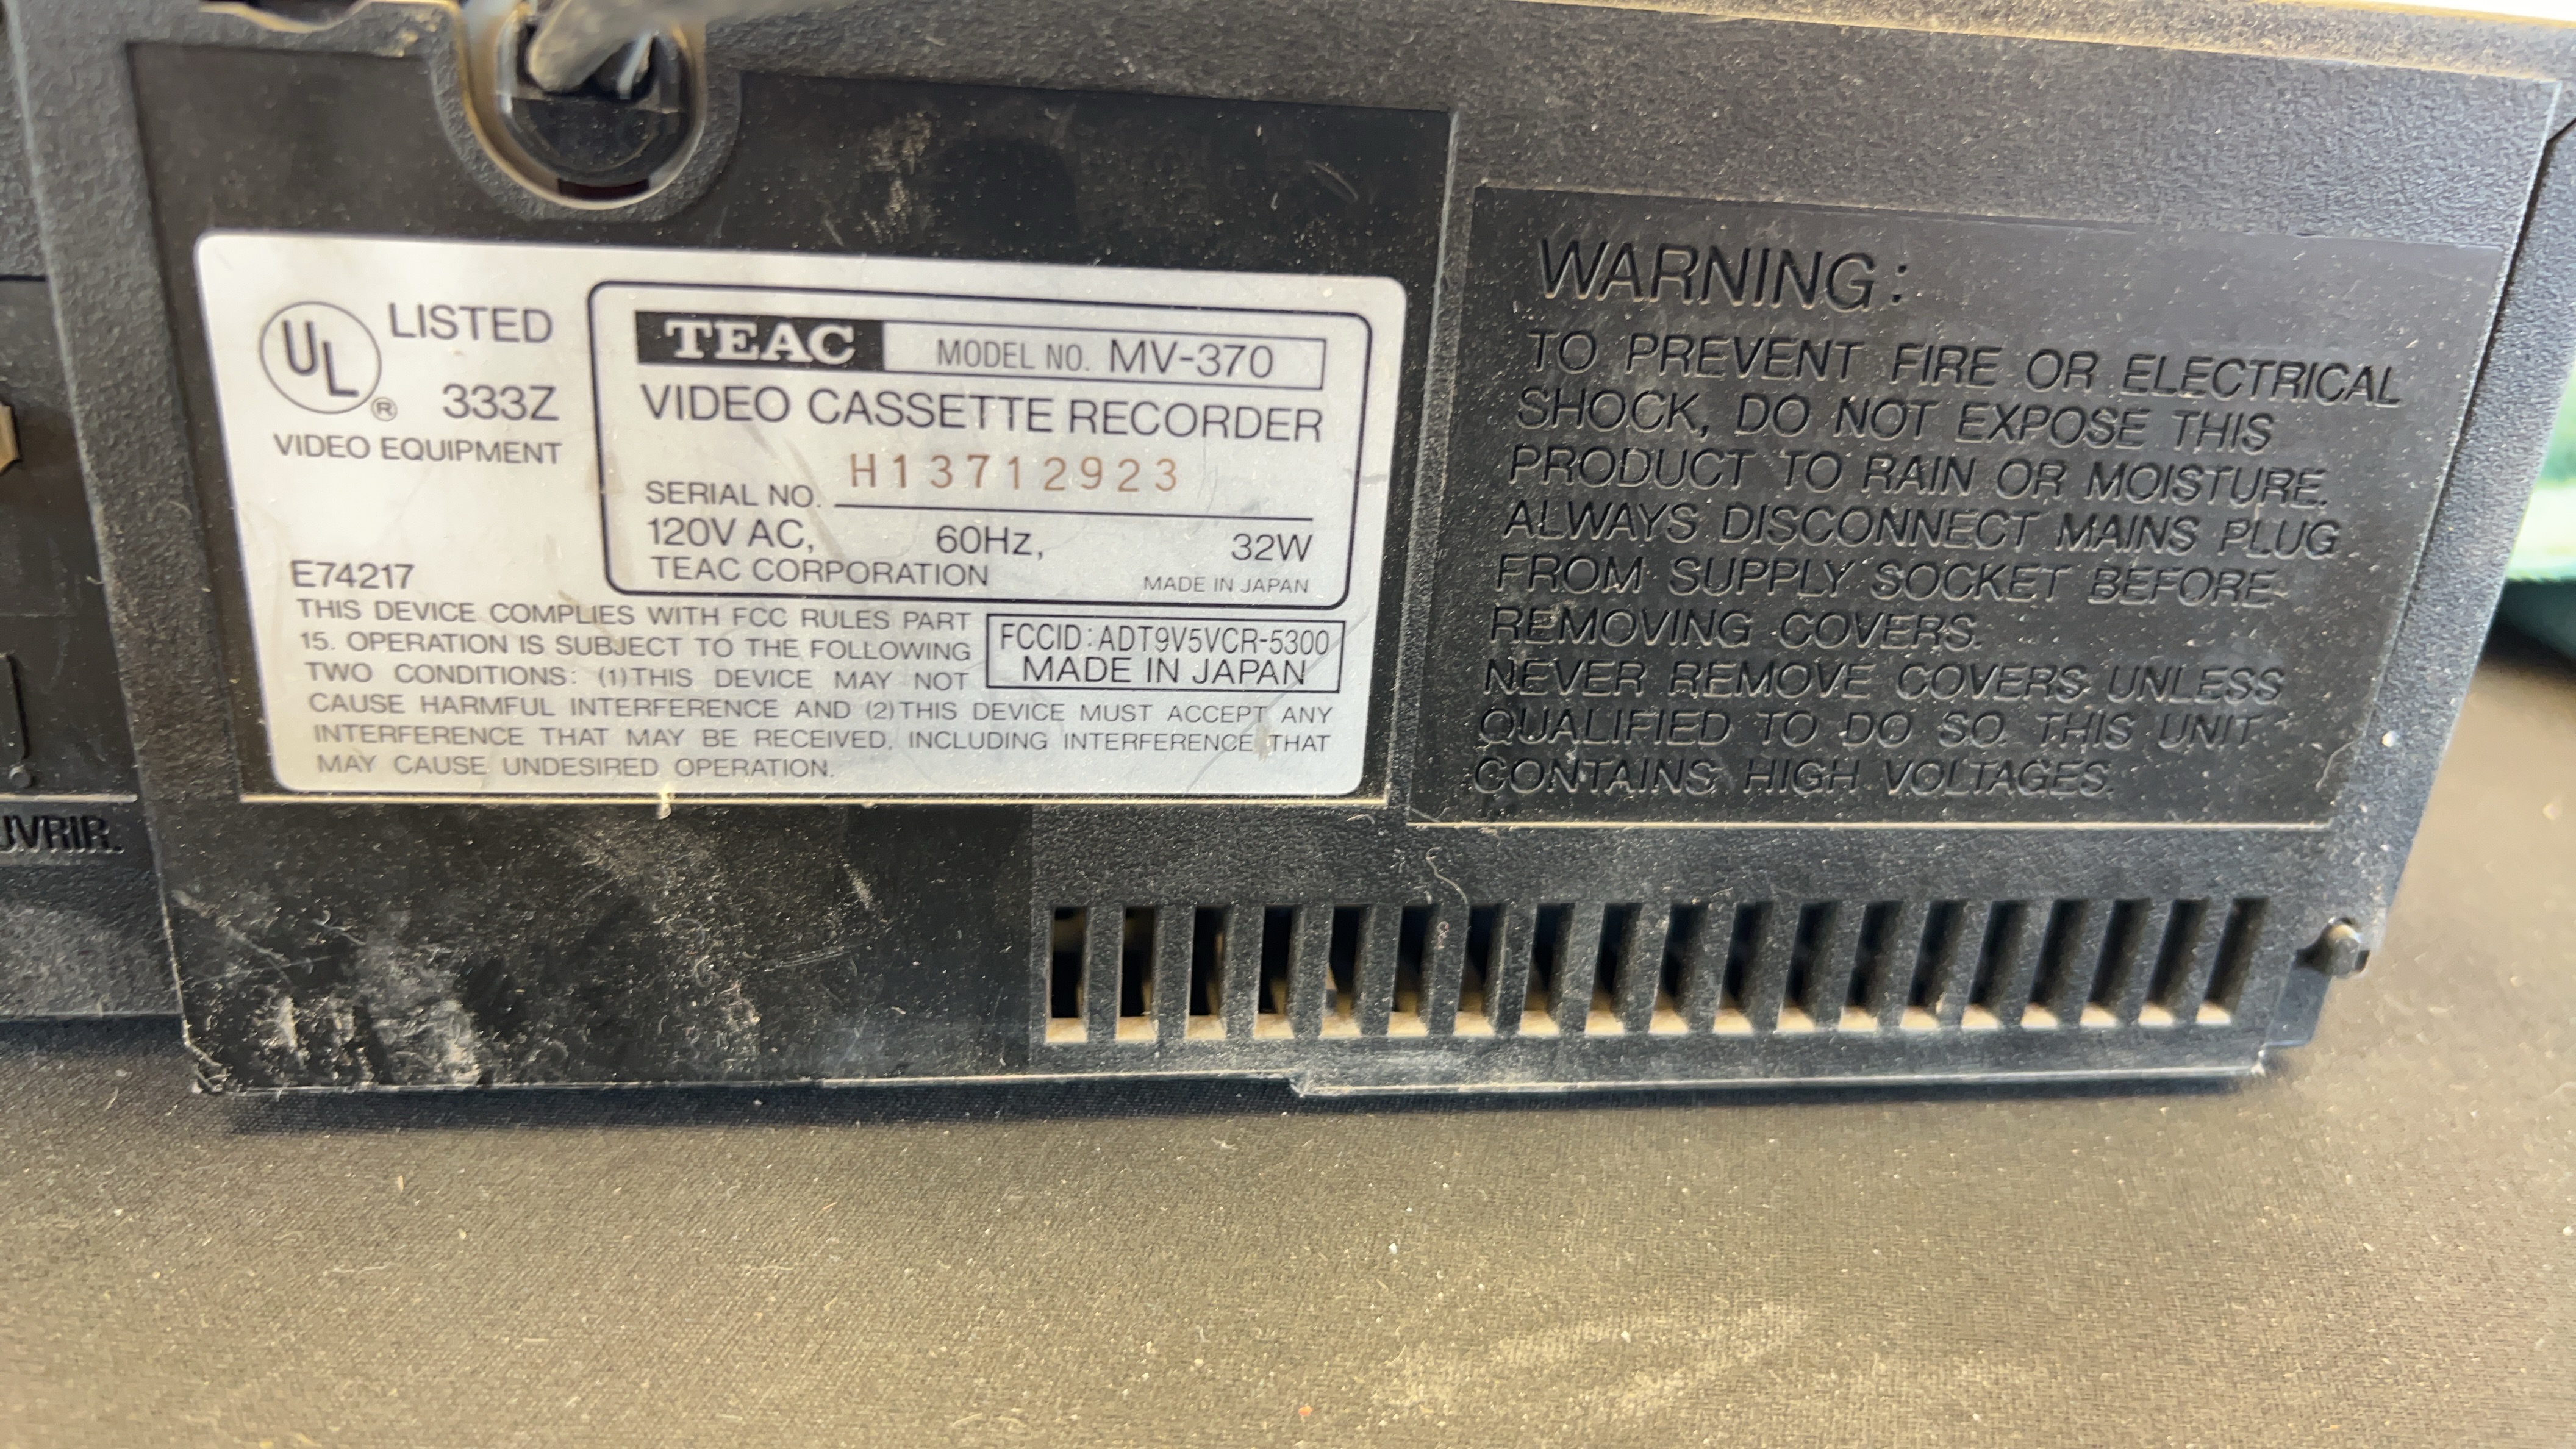 UL ® LISTED
333Z
VIDEO EQUIPMENT
TEAC MODEL NO. MV-370
VIDEO CASSETTE RECORDER
SERIAL NO. H13712923
120V AC, 60Hz, 32W
TEAC CORPORATION MADE IN JAPAN
E74217
THIS DEVICE COMPLIES WITH FCC RULES PART
15. OPERATION IS SUBJECT TO THE FOLLOWING
TWO CONDITIONS: (1)THIS DEVICE MAY NOT
CAUSE HARMFUL INTERFERENCE AND (2)THIS DEVICE MUST ACCEPT ANY
INTERFERENCE THAT MAY BE RECEIVED, INCLUDING INTERFERENCE THAT
MAY CAUSE UNDESIRED OPERATION.
FCCID:ADT9V5VCR-5300
MADE IN JAPAN
WARNING:
TO PREVENT FIRE OR ELECTRICAL
SHOCK, DO NOT EXPOSE THIS
PRODUCT TO RAIN OR MOISTURE.
ALWAYS DISCONNECT MAINS PLUG
FROM SUPPLY SOCKET BEFORE
REMOVING COVERS.
NEVER REMOVE COVERS UNLESS
QUALIFIED TO DO SO. THIS UNIT
CONTAINS HIGH VOLTAGES.